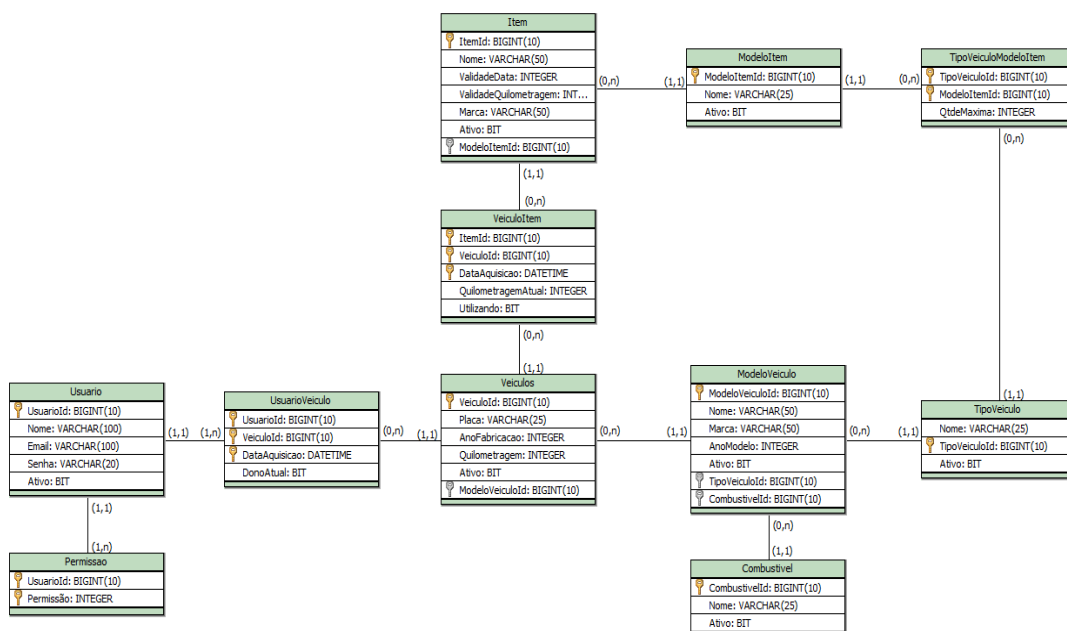 Item
ItemId: BIGINT(10)
Nome: VARCHAR(50)
ValidadeData: INTEGER
ValidadeQuilometragem: INT...
Marca: VARCHAR(50)
Ativo: BIT
ModeloItemId: BIGINT(10)
(0,n)
(1,1)
ModeloItem
ModeloItemId: BIGINT(10)
Nome: VARCHAR(25)
Ativo: BIT
(1,1)
(0,n)
TipoVeiculoModeloItem
TipoVeiculoId: BIGINT(10)
ModeloItemId: BIGINT(10)
QtdeMaxima: INTEGER
(0,n)
(1,1)
(0,n)
VeiculoItem
ItemId: BIGINT(10)
VeiculoId: BIGINT(10)
DataAquisicao: DATETIME
QuilometragemAtual: INTEGER
Utilizando: BIT
(0,n)
(1,1)
Usuario
UsuarioId: BIGINT(10)
Nome: VARCHAR(100)
Email: VARCHAR(100)
Senha: VARCHAR(20)
Ativo: BIT
(1,1)
(1,n)
UsuarioVeiculo
UsuarioId: BIGINT(10)
VeiculoId: BIGINT(10)
DataAquisicao: DATETIME
DonoAtual: BIT
(0,n)
(1,1)
Veiculos
VeiculoId: BIGINT(10)
Placa: VARCHAR(25)
AnoFabricacao: INTEGER
Quilometragem: INTEGER
Ativo: BIT
ModeloVeiculoId: BIGINT(10)
(0,n)
(1,1)
ModeloVeiculo
ModeloVeiculoId: BIGINT(10)
Nome: VARCHAR(50)
Marca: VARCHAR(50)
AnoModelo: INTEGER
Ativo: BIT
TipoVeiculoId: BIGINT(10)
CombustivelId: BIGINT(10)
(0,n)
(1,1)
(1,1)
TipoVeiculo
Nome: VARCHAR(25)
TipoVeiculoId: BIGINT(10)
Ativo: BIT
(1,1)
(1,n)
Permissao
UsuarioId: BIGINT(10)
Permissão: INTEGER
(0,n)
(1,1)
Combustivel
CombustivelId: BIGINT(10)
Nome: VARCHAR(25)
Ativo: BIT